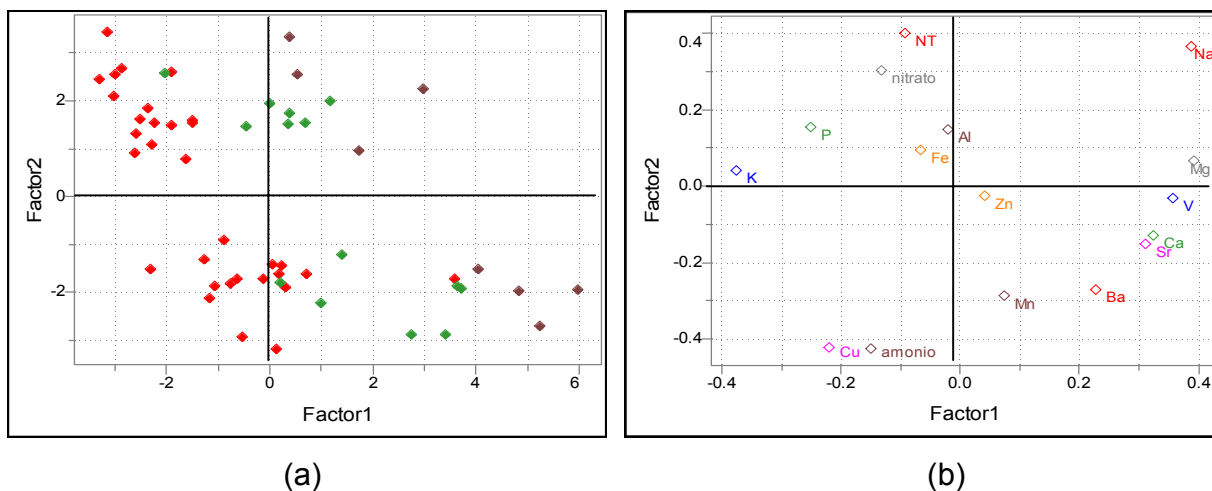 2
0
-2
-2
0
2
4
6
Factor2
Factor1
(a)
0.4
0.2
0.0
-0.2
-0.4
-0.4
-0.2
0.0
0.2
0.4
Factor2
Factor1
NT
Na
nitrato
P
Al
Fe
Mg
K
Zn
V
Ca
Sr
Mn
Ba
Cu
amonio
(b)